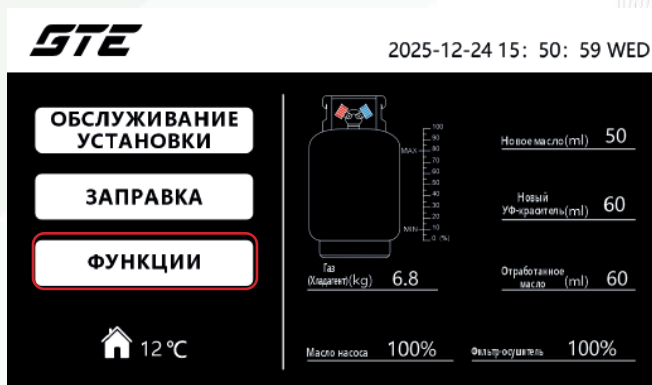 GTE
2025-12-24 15: 50: 59 WED
ОБСЛУЖИВАНИЕ
УСТАНОВКИ
ЗАПРАВКА
ФУНКЦИИ
12 ℃
100
90
MAX 80
70
60
50
40
30
20
MIN 10
0 (%)
Газ
(Хладагент)(kg) 6.8
Новое масло(ml) 50
Новый
УФ-краситель(ml) 60
Отработанное
масло (ml) 60
Масло насоса 100%
Фильтр-осушитель 100%